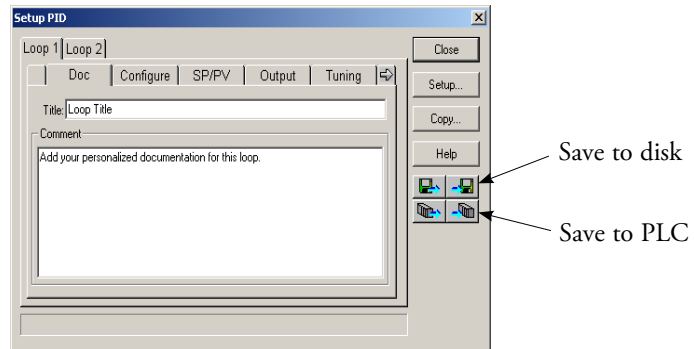 Setup PID
Loop 1 Loop 2
Close
Doc Configure SP/PV Output Tuning
Setup...
Title: Loop Title
Copy...
Comment
Add your personalized documentation for this loop.
Help
Save to disk
Save to PLC